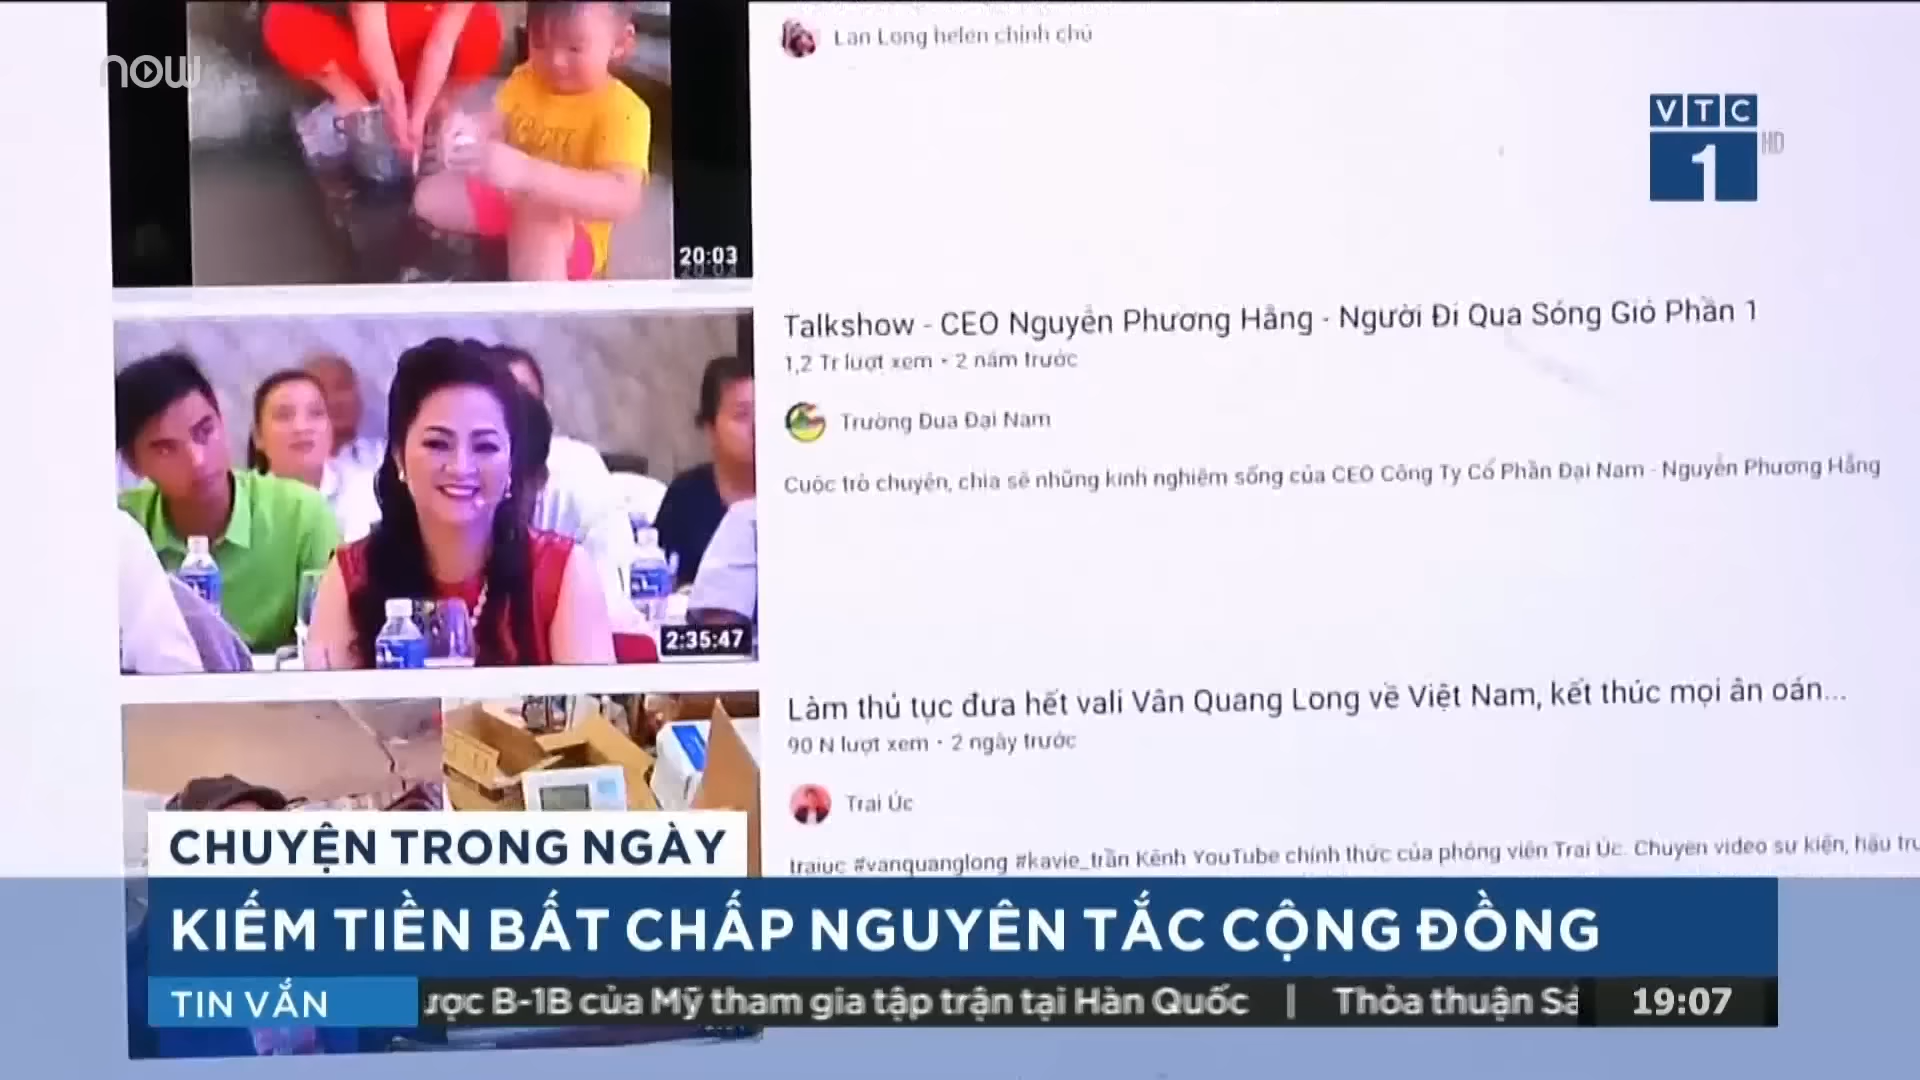 now
Lan Long helen chính chủ
VTC
1
HD
20:03
Talkshow - CEO Nguyễn Phương Hằng - Người Đi Qua Sóng Gió Phần 1
1,2 Tr lượt xem • 2 năm trước
Trường Đua Đại Nam
Cuộc trò chuyện, chia sẽ những kinh nghiệm sống của CEO Công Ty Cổ Phần Đại Nam - Nguyễn Phương Hằng
2:35:47
Làm thủ tục đưa hết vali Vân Quang Long về Việt Nam, kết thúc mọi ân oán...
90 N lượt xem • 2 ngày trước
Trai Úc
traiuc #vanquanglong #kavie_trần Kênh YouTube chính thức của phóng viên Trai Úc. Chuyên video sự kiện, hậu
CHUYỆN TRONG NGÀY
KIẾM TIỀN BẤT CHẤP NGUYÊN TẮC CỘNG ĐỒNG
TIN VẮN
ược B-1B của Mỹ tham gia tập trận tại Hàn Quốc | Thỏa thuận
19:07